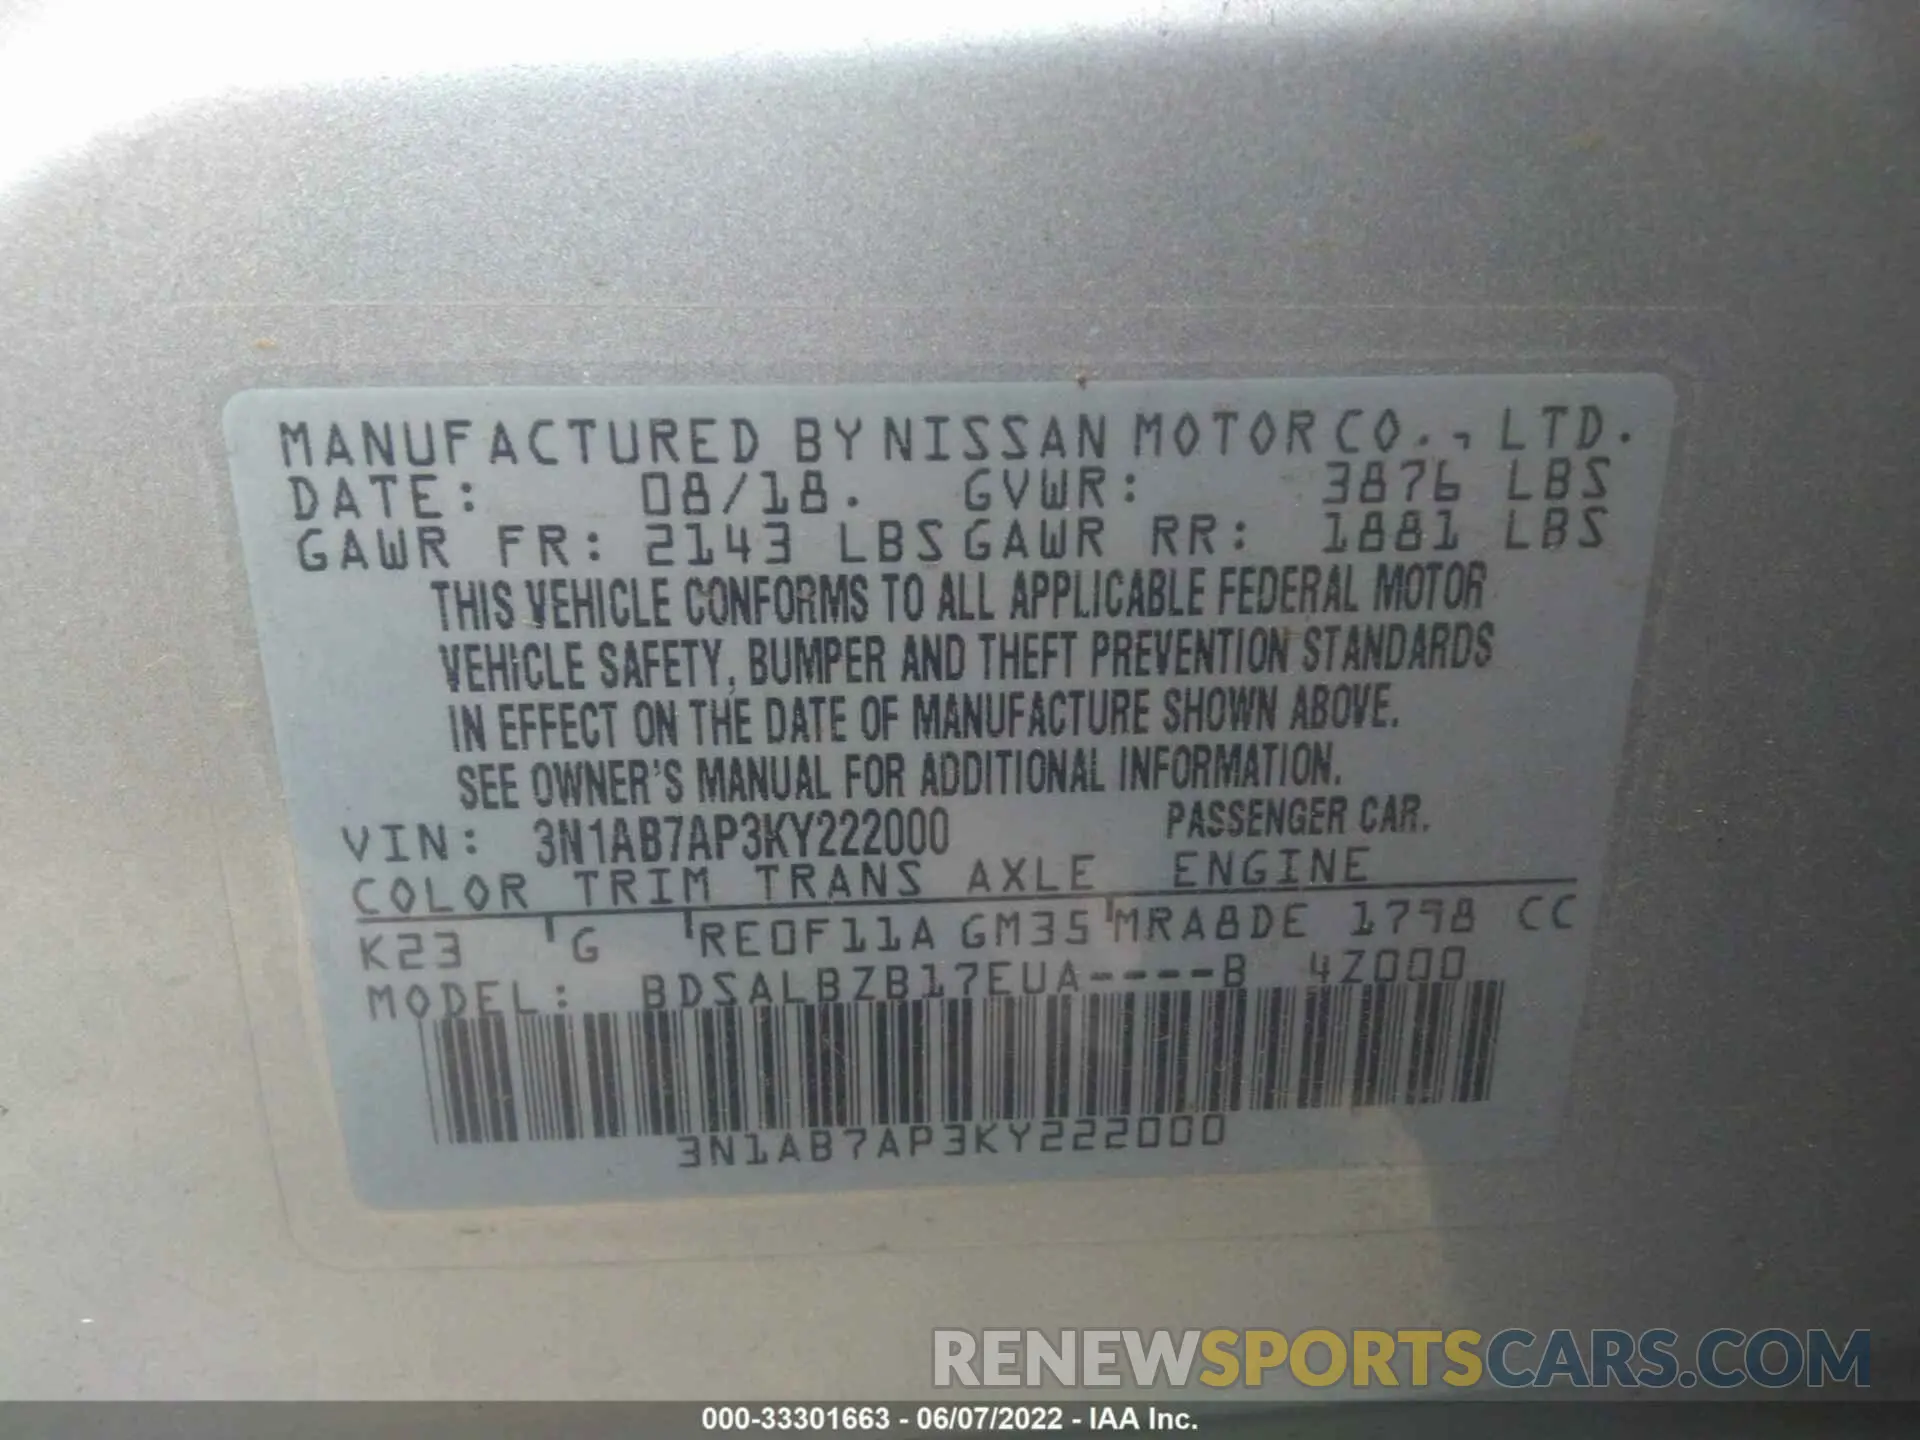 MANUFACTURED BY NISSAN MOTOR CO., LTD.
DATE: 08/18. GVWR: 3876 LBS
GAWR FR: 2143 LBS GAWR RR: 1881 LBS
THIS VEHICLE CONFORMS TO ALL APPLICABLE FEDERAL MOTOR
VEHICLE SAFETY, BUMPER AND THEFT PREVENTION STANDARDS
IN EFFECT ON THE DATE OF MANUFACTURE SHOWN ABOVE.
SEE OWNER'S MANUAL FOR ADDITIONAL INFORMATION.
VIN: 3N1AB7AP3KY222000 PASSENGER CAR.
COLOR TRIM TRANS AXLE ENGINE
K23 G RE0F11A GM35 MRA8DE 1798 CC
MODEL: BDSALBZB17EUA----B 4Z000
3N1AB7AP3KY222000
RENEWSPORTSCARS.COM
000-33301663 - 06/07/2022 - IAA Inc.